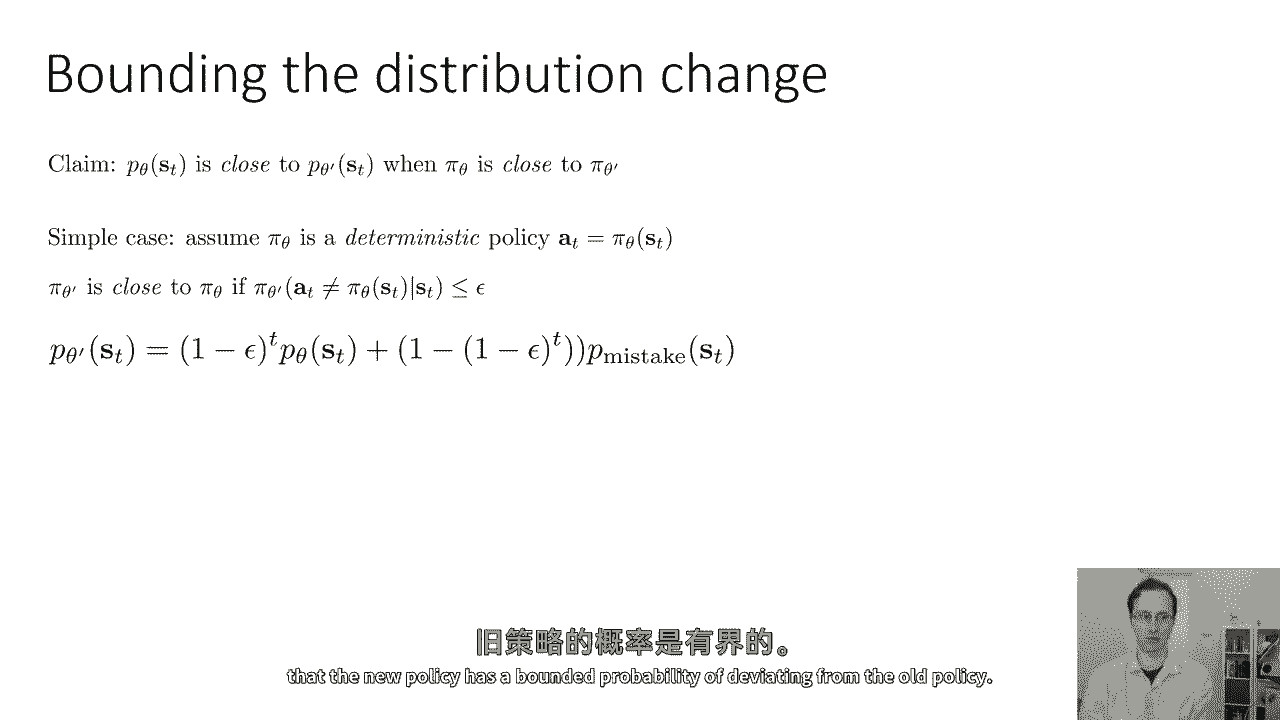 Bounding the distribution change
Claim: $p_\theta(\mathbf{s}_t)$ is close to $p_{\theta'}(\mathbf{s}_t)$ when $\pi_\theta$ is close to $\pi_{\theta'}$
Simple case: assume $\pi_\theta$ is a deterministic policy $\mathbf{a}_t = \pi_\theta(\mathbf{s}_t)$
$\pi_{\theta'}$ is close to $\pi_\theta$ if $\pi_{\theta'}(\mathbf{a}_t \neq \pi_\theta(\mathbf{s}_t)|\mathbf{s}_t) \leq \epsilon$
$p_{\theta'}(\mathbf{s}_t) = (1 - \epsilon)^t p_\theta(\mathbf{s}_t) + (1 - (1 - \epsilon)^t))p_{\text{mistake}}(\mathbf{s}_t)$
旧策略的概率是有界的。
that the new policy has a bounded probability of deviating from the old policy.